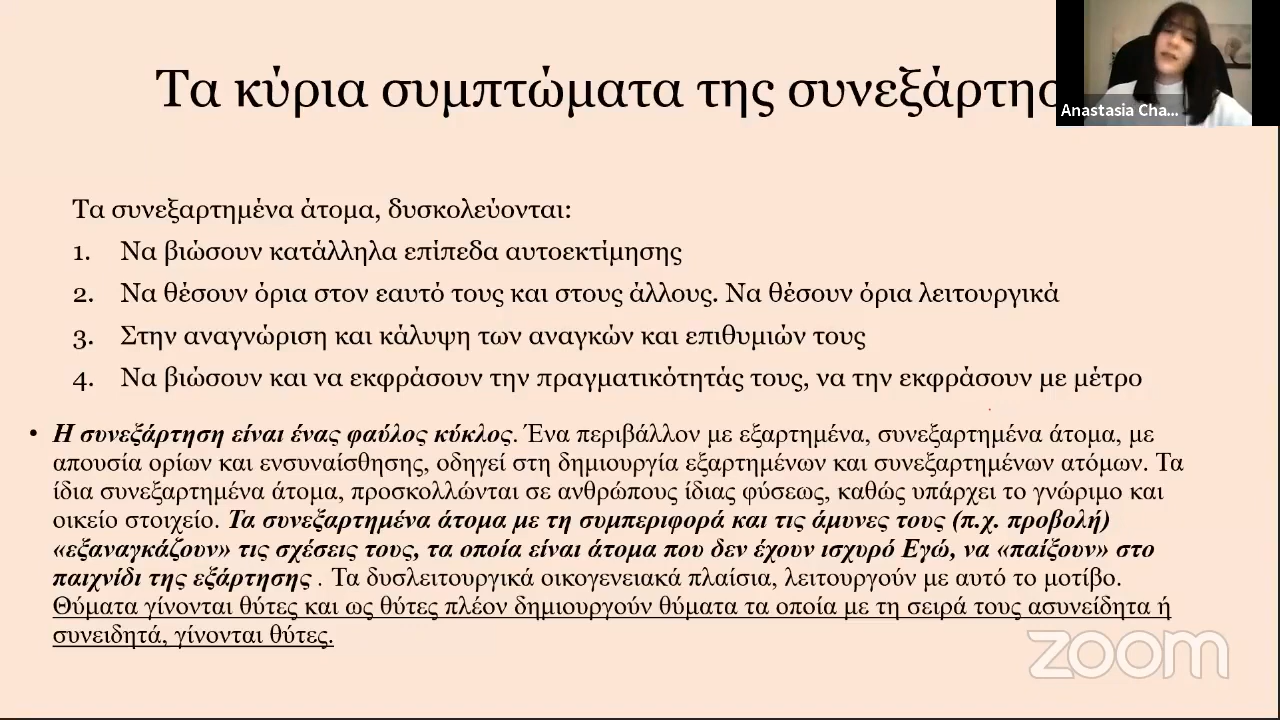 Τα κύρια συμπτώματα της
Anastasia Cha...
Τα συνεξαρτημένα άτομα, δυσκολεύονται:
1. Να βιώσουν κατάλληλα επίπεδα αυτοεκτίμησης
2. Να θέσουν όρια στον εαυτό τους και στους άλλους. Να θέσουν όρια λειτουργικά
3. Στην αναγνώριση και κάλυψη των αναγκών και επιθυμιών τους
4. Να βιώσουν και να εκφράσουν την πραγματικότητάς τους, να την εκφράσουν με μέτρο
• Η συνεξάρτηση είναι ένας φαύλος κύκλος. Ένα περιβάλλον με εξαρτημένα, συνεξαρτημένα άτομα, με
απουσία ορίων και ενσυναίσθησης, οδηγεί στη δημιουργία εξαρτημένων και συνεξαρτημένων ατόμων. Τα
ίδια συνεξαρτημένα άτομα, προσκολλώνται σε ανθρώπους ίδιας φύσεως, καθώς υπάρχει το γνώριμο και
οικείο στοιχείο. Τα συνεξαρτημένα άτομα με τη συμπεριφορά και τις άμυνες τους (π.χ. προβολή)
«εξαναγκάζουν» τις σχέσεις τους, τα οποία είναι άτομα που δεν έχουν ισχυρό Εγώ, να «παίξουν» στο
παιχνίδι της εξάρτησης . Τα δυσλειτουργικά οικογενειακά πλαίσια, λειτουργούν με αυτό το μοτίβο.
Θύματα γίνονται θύτες και ως θύτες πλέον δημιουργούν θύματα τα οποία με τη σειρά τους ασυνείδητα ή
συνειδητά, γίνονται θύτες.
zoom